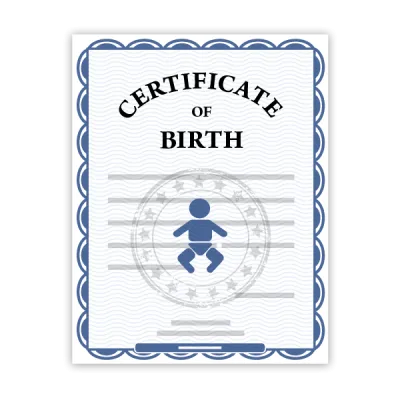 CERTIFICATE
OF
BIRTH